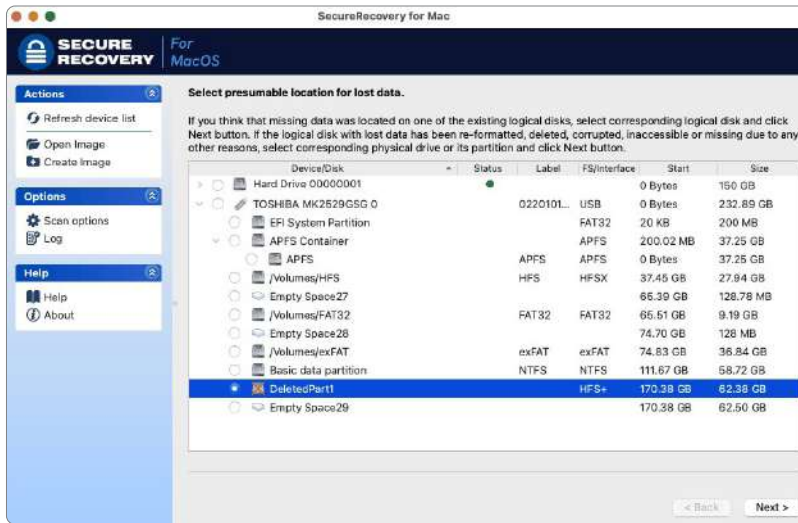 SecureRecovery for Mac
SECURE RECOVERY For MacOS
Actions
Refresh device list
Open Image
Create Image
Options
Scan options
Log
Help
Help
About
Select presumable location for lost data.
If you think that missing data was located on one of the existing logical disks, select corresponding logical disk and click
Next button. If the logical disk with lost data has been re-formatted, deleted, corrupted, inaccessible or missing due to any
other reasons, select corresponding physical drive or its partition and click Next button.
Device/Disk Status Label FS/Interface Start Size
Hard Drive 00000001 0 Bytes 150 GB
TOSHIBA MK2529GSG 0 0220101... USB 0 Bytes 232.89 GB
EFI System Partition FAT32 20 KB 200 MB
APFS Container APFS 200.02 MB 37.25 GB
APFS APFS APFS 0 Bytes 37.25 GB
/Volumes/HFS HFS HFSX 37.45 GB 27.94 GB
Empty Space27 65.39 GB 128.78 MB
/Volumes/FAT32 FAT32 FAT32 65.51 GB 9.19 GB
Empty Space28 74.70 GB 128 MB
/Volumes/exFAT exFAT exFAT 74.83 GB 36.84 GB
Basic data partition NTFS NTFS 111.67 GB 58.72 GB
DeletedPart1 HFS+ 170.38 GB 62.38 GB
Empty Space29 170.38 GB 62.50 GB
< Back Next >